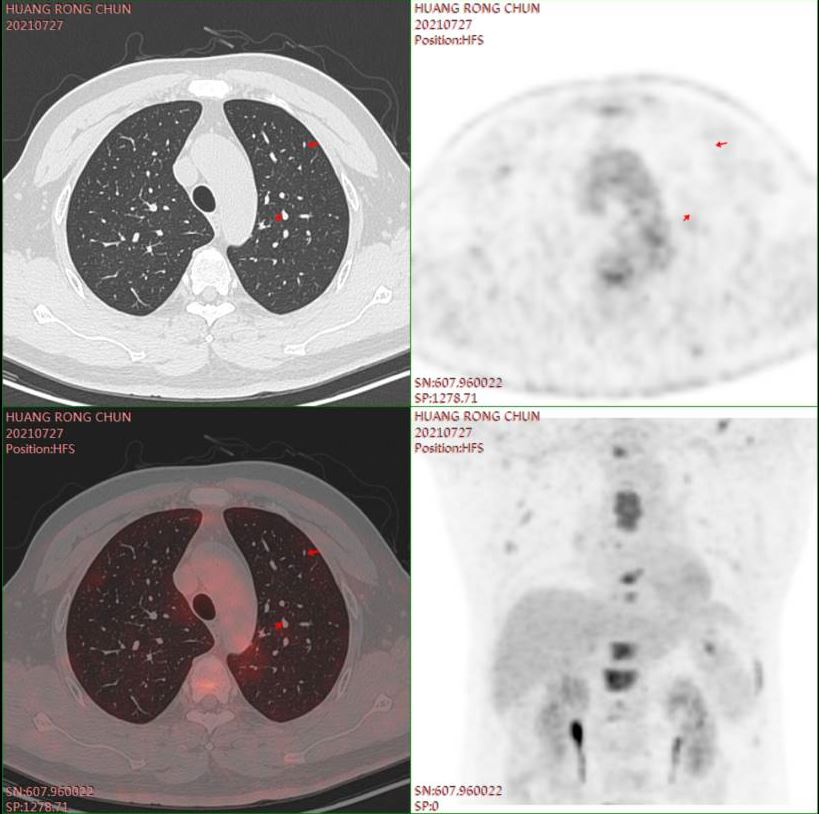 HUANG RONG CHUN
20210727
HUANG RONG CHUN
20210727
Position:HFS
SN:607.960022
SP:1278.71
HUANG RONG CHUN
20210727
Position:HFS
SN:607.960022
SP:1278.71
HUANG RONG CHUN
20210727
Position:HFS
SN:607.960022
SP:0